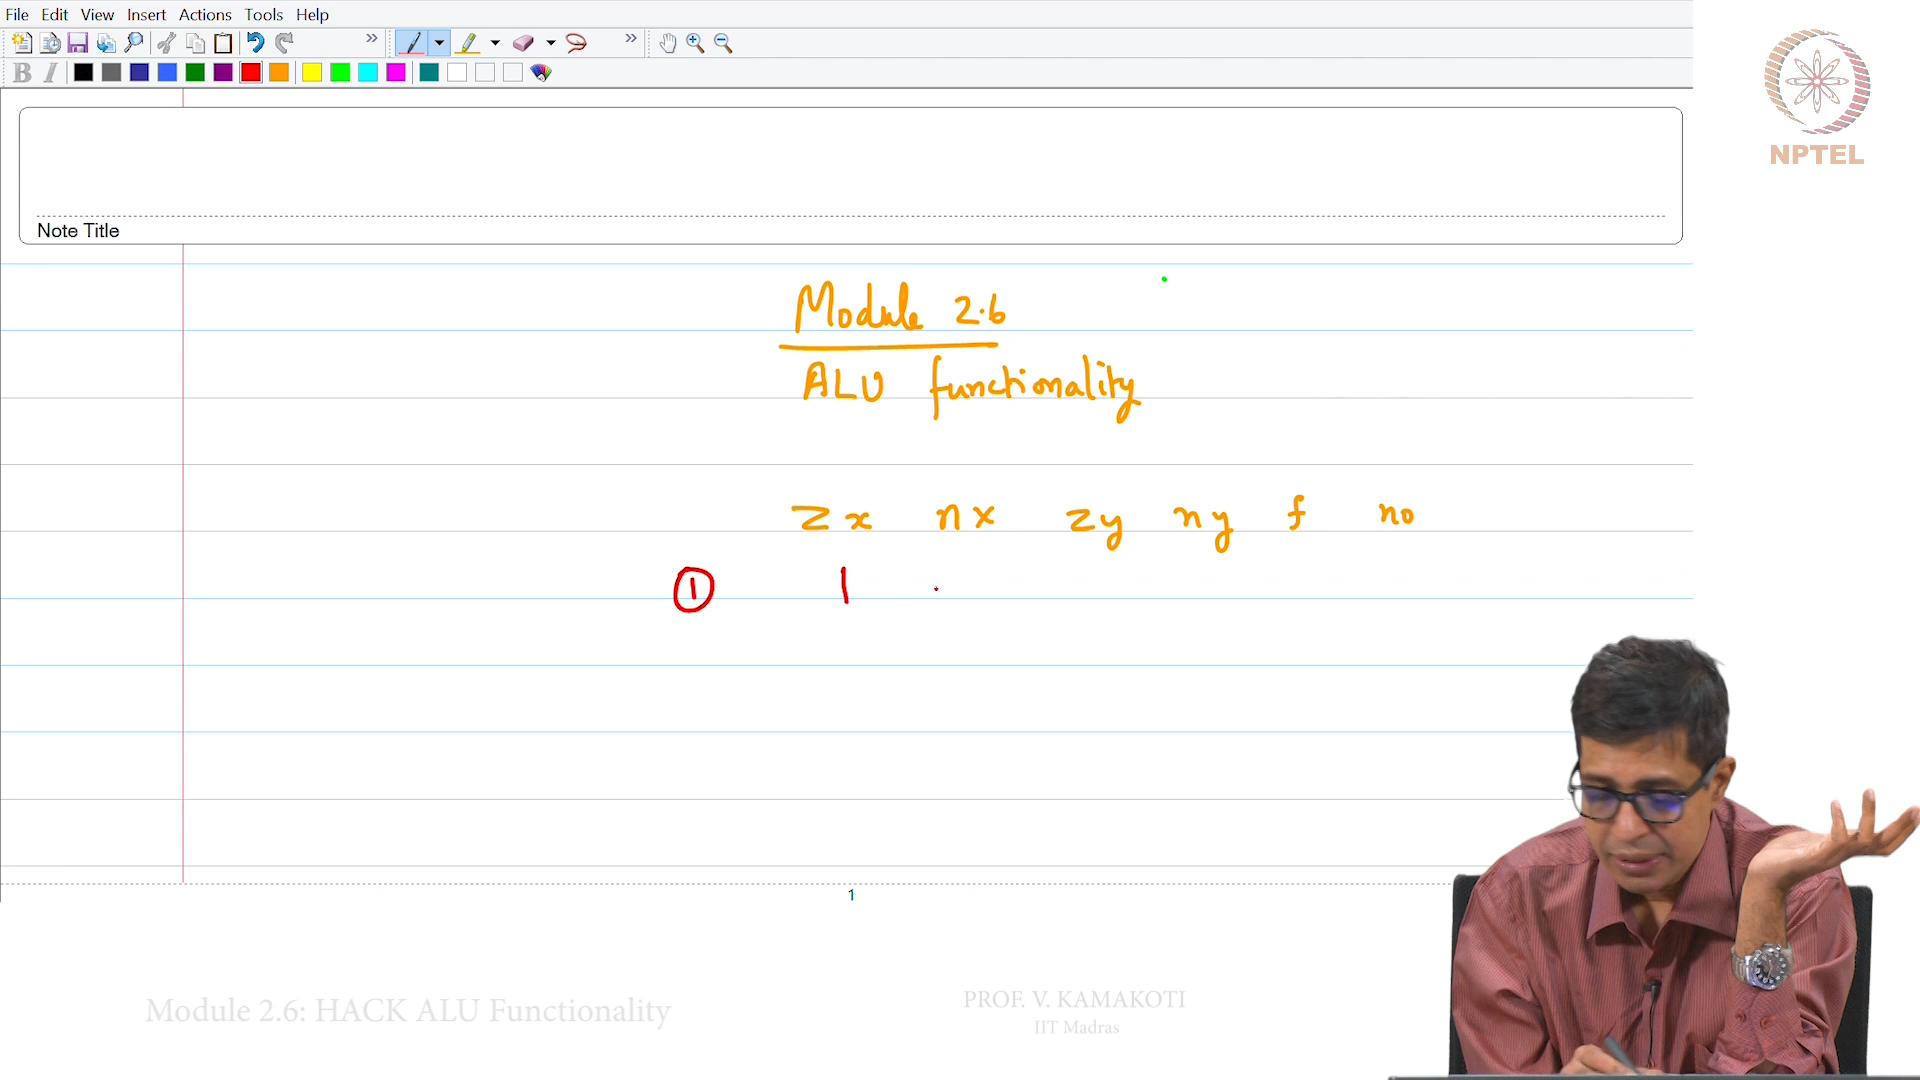 File Edit View Insert Actions Tools Help
B I
NPTEL
Note Title
Module 2.6
ALU functionality
zx nx zy ny f no
① 1
1
Module 2.6: HACK ALU Functionality
PROF. V. KAMAKOTI
IIT Madras